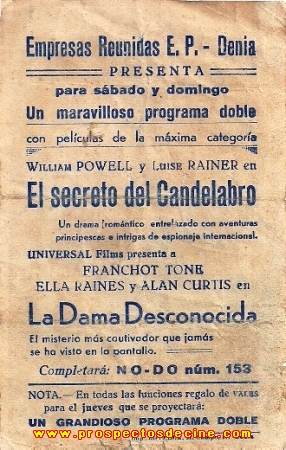 Empresas Reunidas E. P. - Denia
PRESENTA
para sábado y domingo
Un maravilloso programa doble
con películas de la máxima categoría
WILLIAM POWELL y LUISE RAINER en
El secreto del Candelabro
Un drama romántico entrelazado con aventuras
principescas e intrigas de espionaje internacional.
UNIVERSAL Films presenta a
FRANCHOT TONE
ELLA RAINES y ALAN CURTIS en
La Dama Desconocida
El misterio más cautivador que jamás
se ha visto en la pantalla.
Completará: NO-DO núm. 153
NOTA.— En todas las funciones regalo de VALES
para el jueves que se proyectará:
UN GRANDIOSO PROGRAMA DOBLE
www.prospectosdecine.com